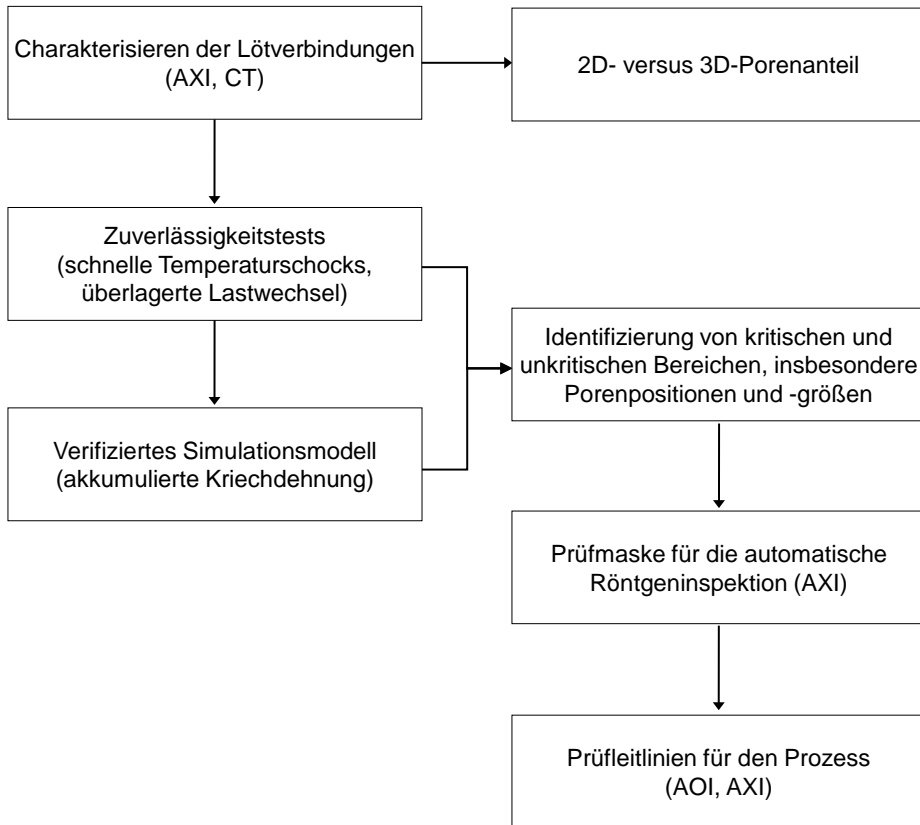 Charakterisieren der Lötverbindungen
(AXI, CT)
2D- versus 3D-Porenanteil
Zuverlässigkeitstests
(schnelle Temperaturschocks,
überlagerte Lastwechsel)
Identifizierung von kritischen und
unkritischen Bereichen, insbesondere
Porenpositionen und -größen
Verifiziertes Simulationsmodell
(akkumulierte Kriechdehnung)
Prüfmaske für die automatische
Röntgeninspektion (AXI)
Prüfleitlinien für den Prozess
(AOI, AXI)